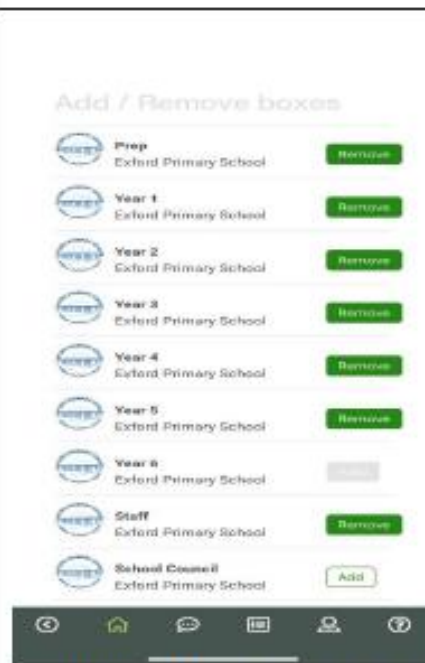 Add / Remove boxes
Prep
Exford Primary School
Remove
Year 1
Exford Primary School
Remove
Year 2
Exford Primary School
Remove
Year 3
Exford Primary School
Remove
Year 4
Exford Primary School
Remove
Year 5
Exford Primary School
Remove
Year 6
Exford Primary School
Staff
Exford Primary School
Remove
School Council
Exford Primary School
Add